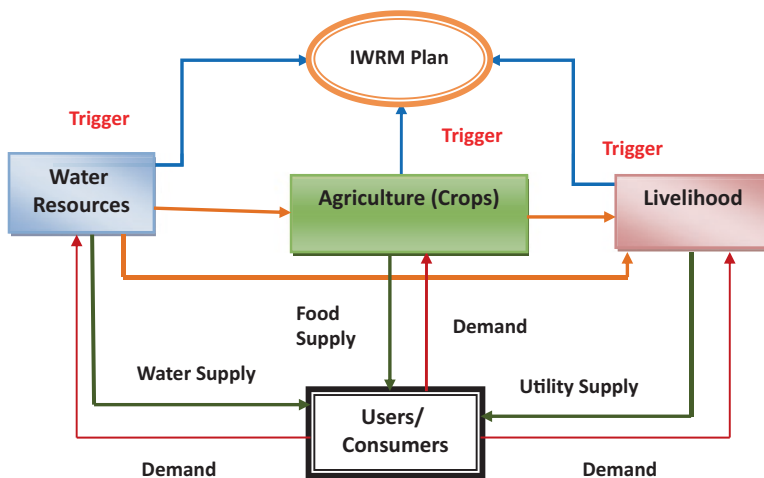 IWRM Plan
Trigger
Trigger
Trigger
Water
Resources
Agriculture (Crops)
Livelihood
Food
Supply
Demand
Water Supply
Utility Supply
Users/
Consumers
Demand
Demand